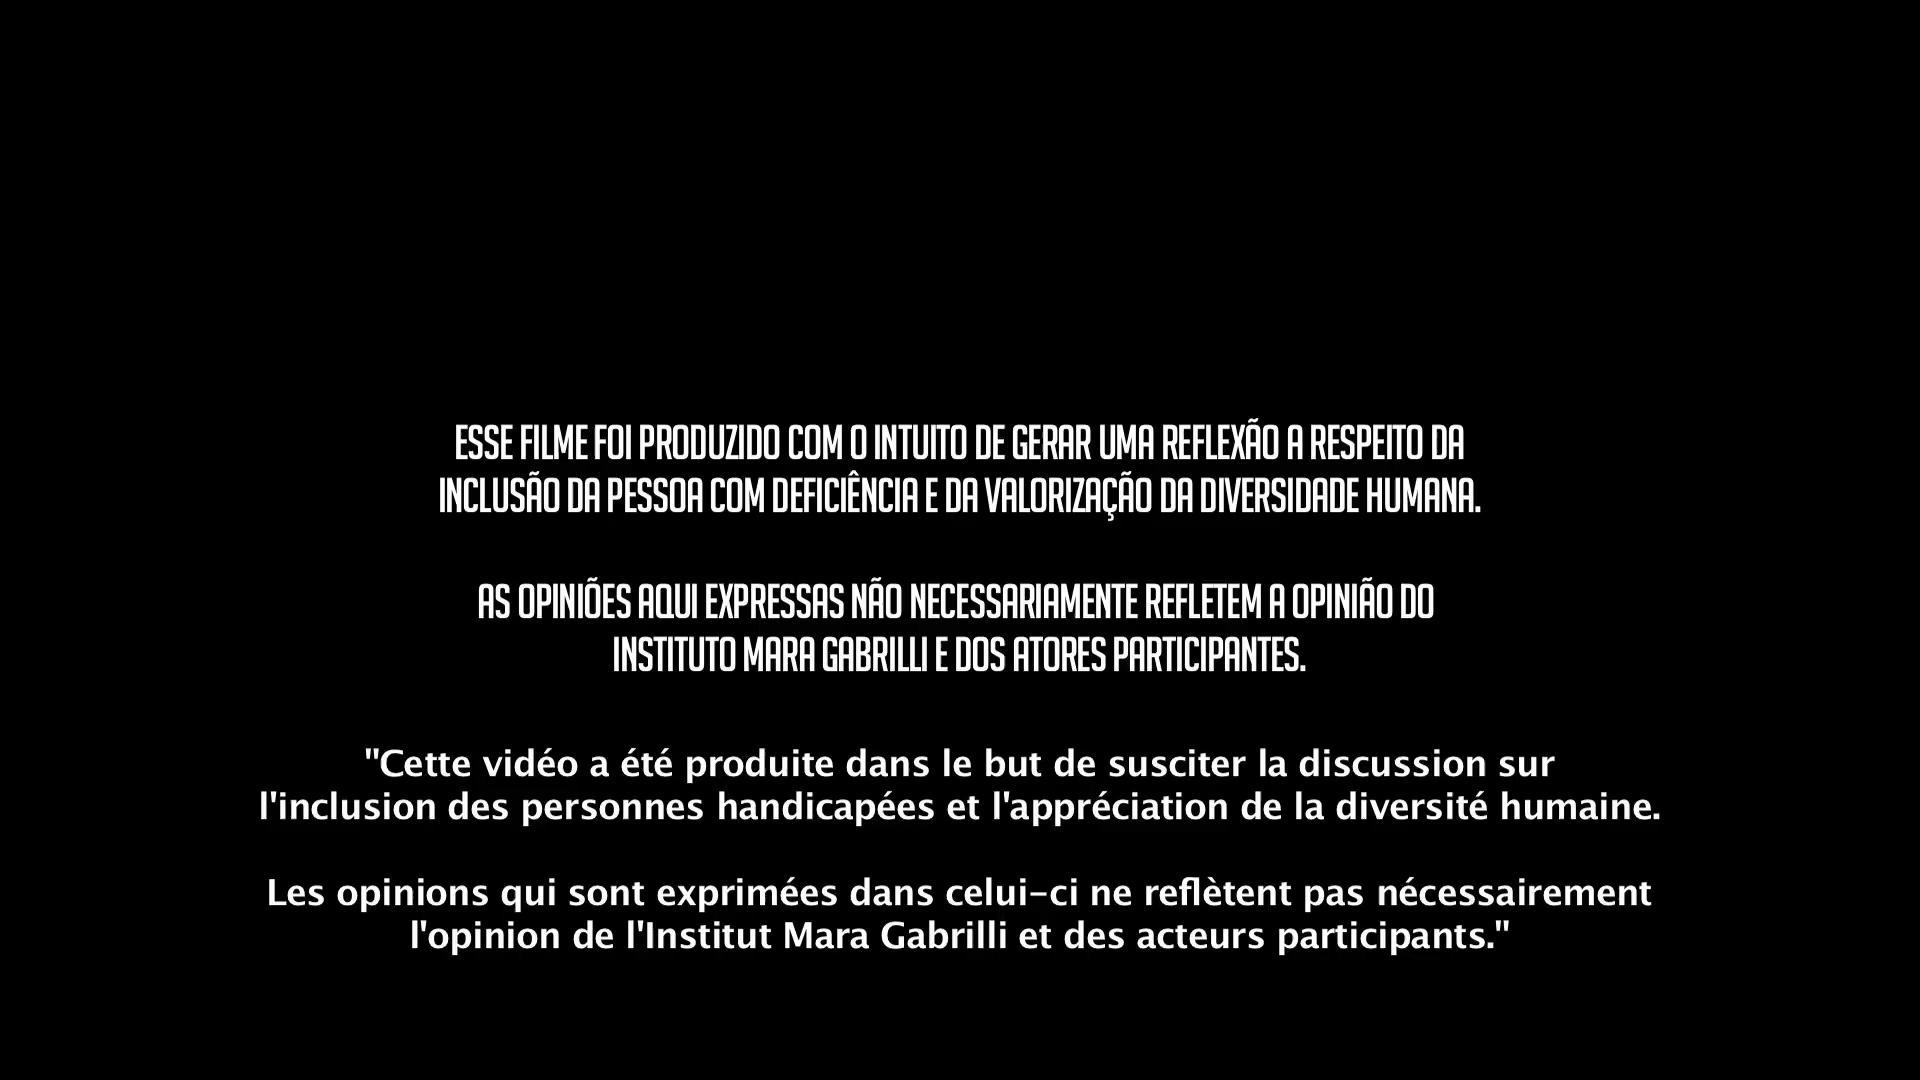 ESSE FILME FOI PRODUZIDO COM O INTUITO DE GERAR UMA REFLEXÃO A RESPEITO DA
INCLUSÃO DA PESSOA COM DEFICIÊNCIA E DA VALORIZAÇÃO DA DIVERSIDADE HUMANA.
AS OPINIÕES AQUI EXPRESSAS NÃO NECESSARIAMENTE REFLETEM A OPINIÃO DO
INSTITUTO MARA GABRILLI E DOS ATORES PARTICIPANTES.
"Cette vidéo a été produite dans le but de susciter la discussion sur
l'inclusion des personnes handicapées et l'appréciation de la diversité humaine.
Les opinions qui sont exprimées dans celui-ci ne reflètent pas nécessairement
l'opinion de l'Institut Mara Gabrilli et des acteurs participants."